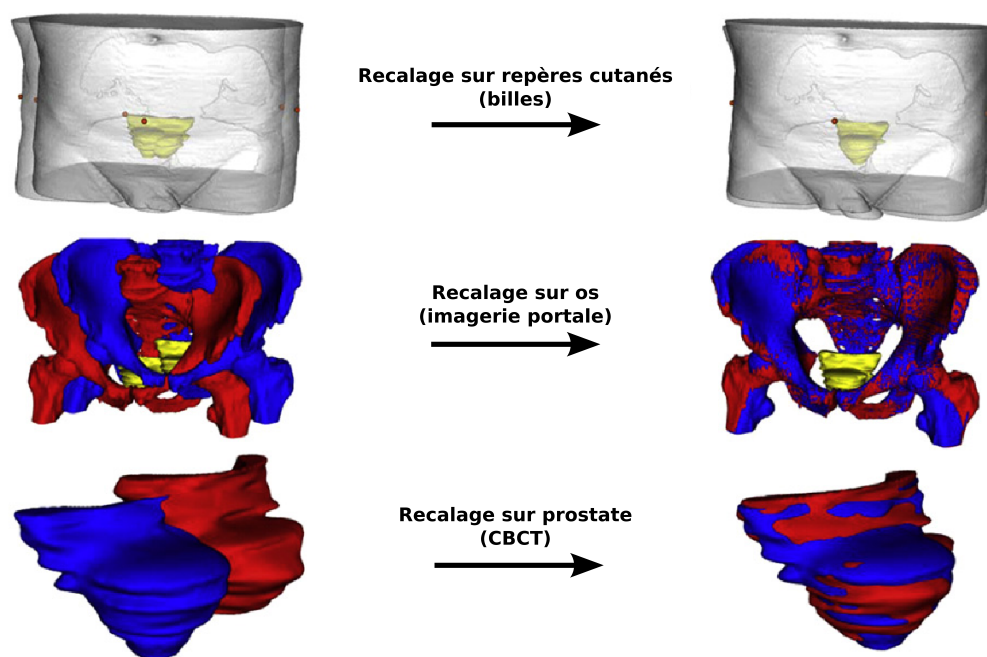 Recalage sur repères cutanés
(billes)
Recalage sur os
(imagerie portale)
Recalage sur prostate
(CBCT)